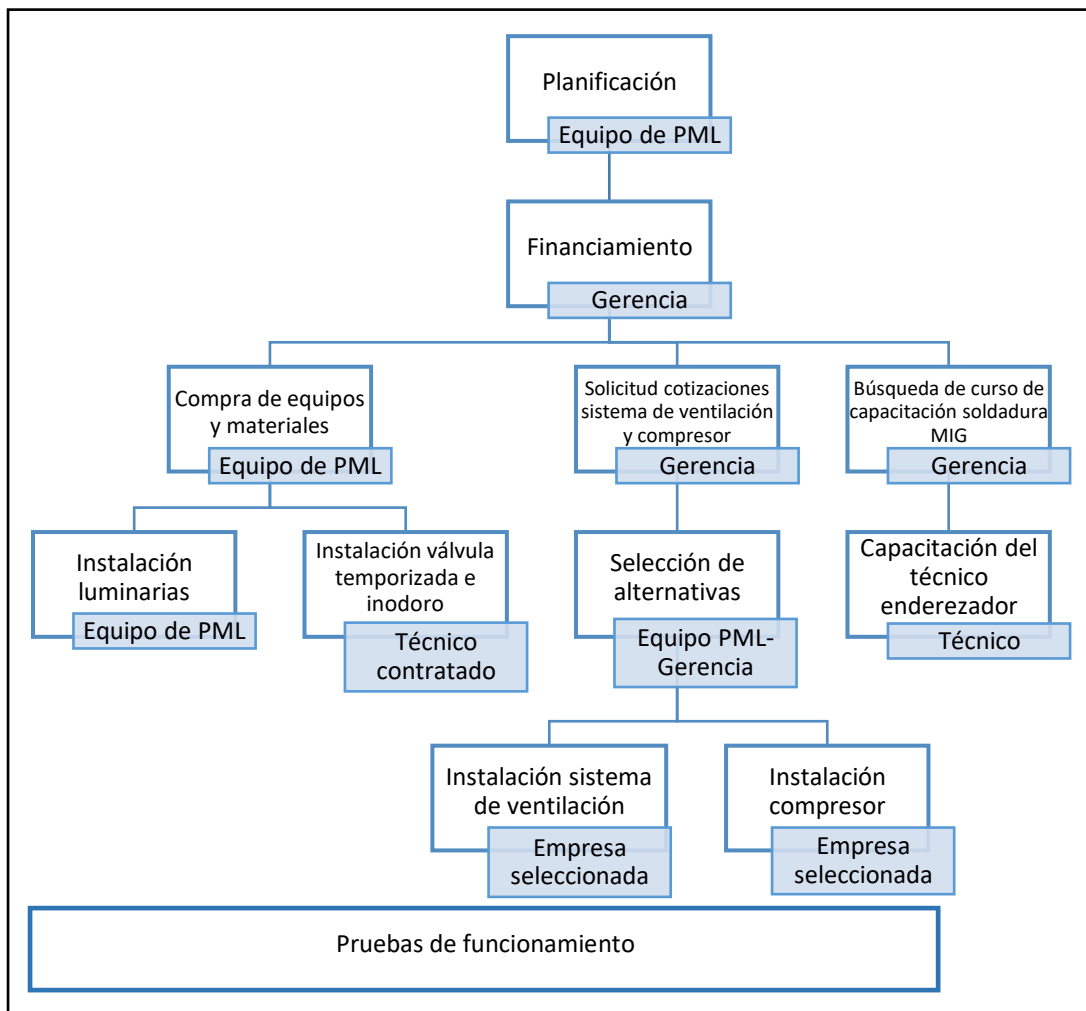 Planificación
Equipo de PML
Financiamiento
Gerencia
Compra de equipos
y materiales
Equipo de PML
Solicitud cotizaciones
sistema de ventilación
y compresor
Gerencia
Búsqueda de curso de
capacitación soldadura
MIG
Gerencia
Instalación
luminarias
Equipo de PML
Instalación válvula
temporizada e
inodoro
Técnico
contratado
Selección de
alternativas
Equipo PML-
Gerencia
Capacitación del
técnico
enderezador
Técnico
Instalación sistema
de ventilación
Empresa
seleccionada
Instalación
compresor
Empresa
seleccionada
Pruebas de funcionamiento